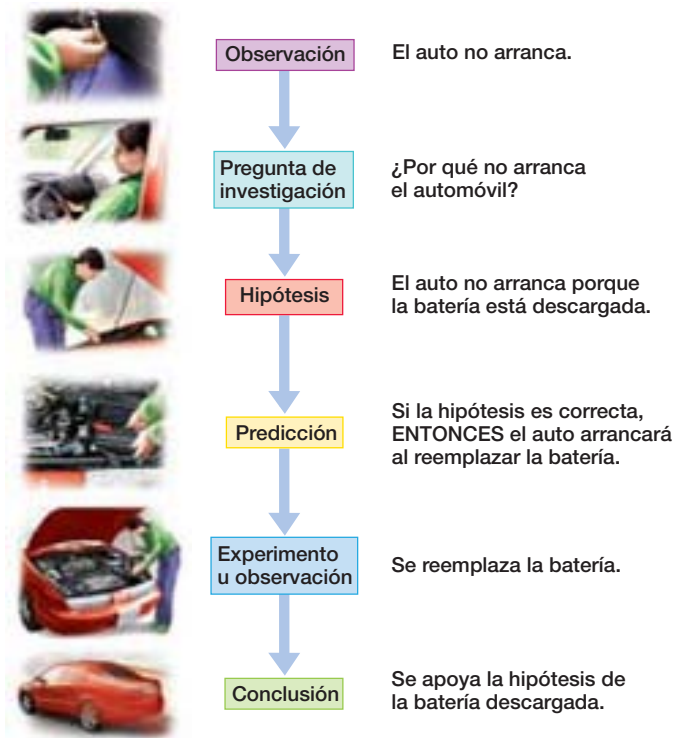 Observación
El auto no arranca.
Pregunta de
investigación
¿Por qué no arranca
el automóvil?
Hipótesis
El auto no arranca porque
la batería está descargada.
Predicción
Si la hipótesis es correcta,
ENTONCES el auto arrancará
al reemplazar la batería.
Experimento
u observación
Se reemplaza la batería.
Conclusión
Se apoya la hipótesis de
la batería descargada.